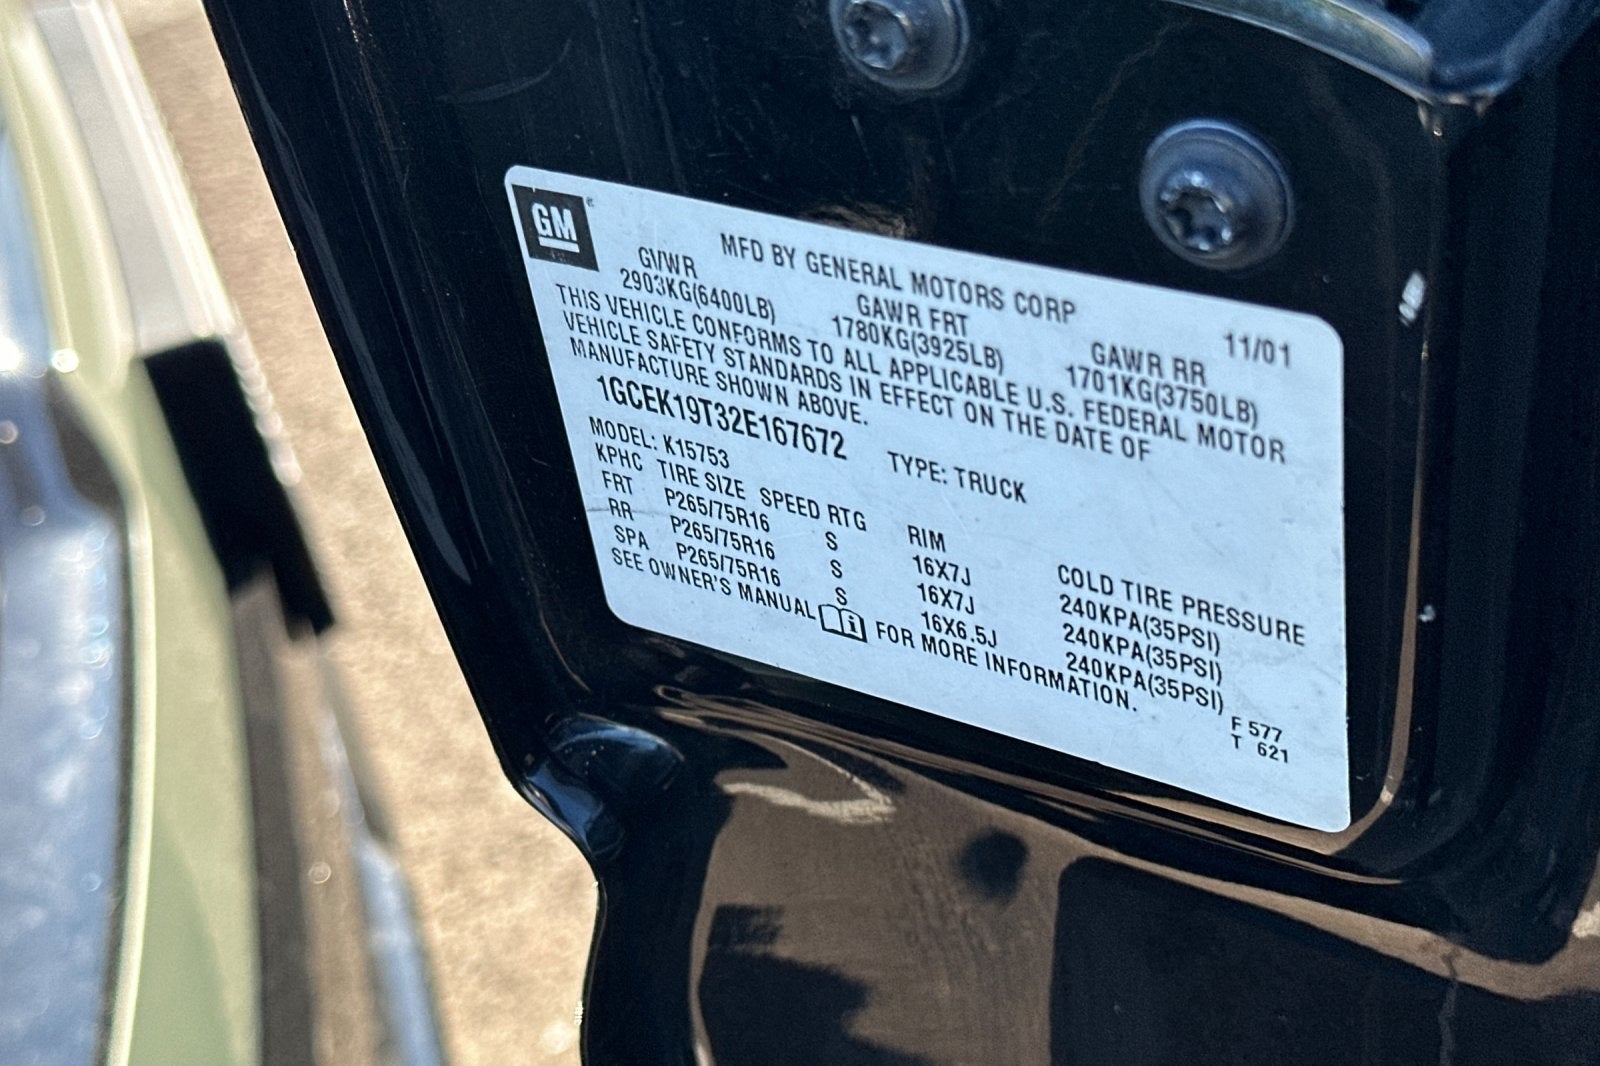 GM
MFD BY GENERAL MOTORS CORP 11/01
GVWR GAWR FRT GAWR RR
2903KG(6400LB) 1780KG(3925LB) 1701KG(3750LB)
THIS VEHICLE CONFORMS TO ALL APPLICABLE U.S. FEDERAL MOTOR
VEHICLE SAFETY STANDARDS IN EFFECT ON THE DATE OF
MANUFACTURE SHOWN ABOVE.
1GCEK19T32E167672 TYPE: TRUCK
MODEL: K15753
KPHC TIRE SIZE SPEED RTG RIM COLD TIRE PRESSURE
FRT P265/75R16 S 16X7J 240KPA(35PSI)
RR P265/75R16 S 16X7J 240KPA(35PSI)
SPA P265/75R16 S 16X6.5J 240KPA(35PSI)
SEE OWNER'S MANUAL i FOR MORE INFORMATION.
F 577
T 621